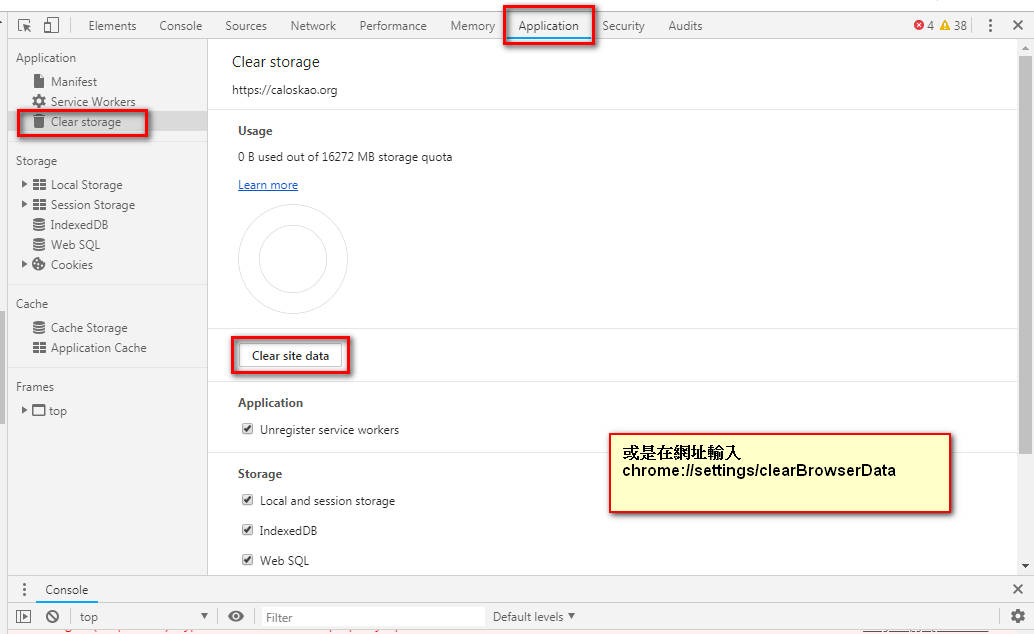 Elements Console Sources Network Performance Memory Application Security Audits 4 38
Application
Manifest
Service Workers
Clear storage
Storage
Local Storage
Session Storage
IndexedDB
Web SQL
Cookies
Cache
Cache Storage
Application Cache
Frames
top
Clear storage
https://caloskao.org
Usage
0 B used out of 16272 MB storage quota
Learn more
Clear site data
Application
Unregister service workers
Storage
Local and session storage
IndexedDB
Web SQL
或是在網址輸入
chrome://settings/clearBrowserData
Console
top Filter Default levels